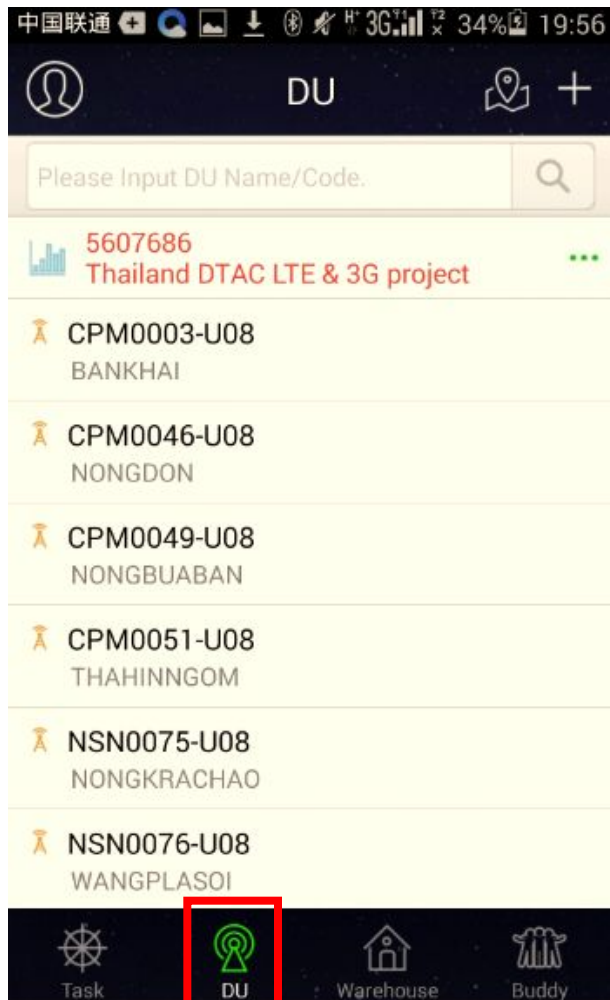 中国联通 3G 34% 19:56
DU
Please Input DU Name/Code.
5607686
Thailand DTAC LTE & 3G project
CPM0003-U08
BANKHAI
CPM0046-U08
NONGDON
CPM0049-U08
NONGBUABAN
CPM0051-U08
THAHINNGOM
NSN0075-U08
NONGKRACHAO
NSN0076-U08
WANGPLASOI
Task DU Warehouse Buddy